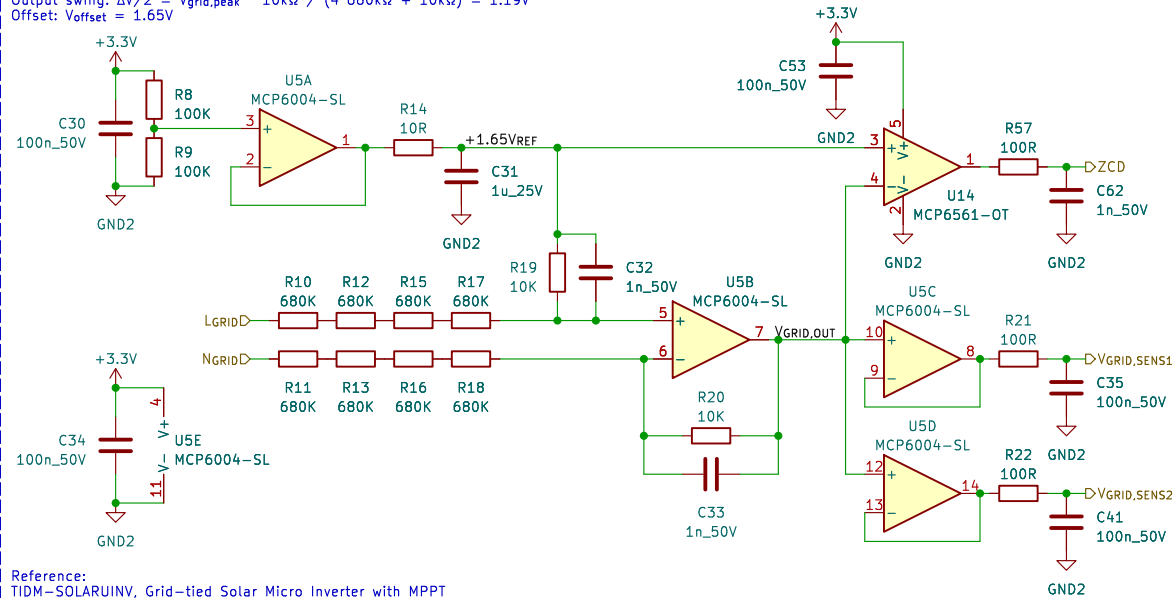 Output swing: ΔV/2 = Vgrid,peak * 10kΩ / (4*680kΩ + 10kΩ) = 1.19V
Offset: Voffset = 1.65V
+3.3V
C30
100n_50V
R8
100K
R9
100K
GND2
U5A
MCP6004-SL
3
2
1
+
-
R14
10R
+1.65VREF
C31
1u_25V
GND2
+3.3V
C53
100n_50V
GND2
3
4
5
2
1
+
-
V+
V-
U14
MCP6561-OT
GND2
R57
100R
ZCD
C62
1n_50V
GND2
R19
10K
C32
1n_50V
R10
680K
R12
680K
R15
680K
R17
680K
LGRID
NGRID
R11
680K
R13
680K
R16
680K
R18
680K
U5B
MCP6004-SL
5
6
7
+
-
VGRID,OUT
R20
10K
C33
1n_50V
U5C
MCP6004-SL
10
9
8
+
-
R21
100R
VGRID,SENS1
C35
100n_50V
GND2
U5D
MCP6004-SL
12
13
14
+
-
R22
100R
VGRID,SENS2
C41
100n_50V
GND2
+3.3V
C34
100n_50V
4
V+
V-
11
U5E
MCP6004-SL
GND2
Reference:
TIDM-SOLARUINV, Grid-tied Solar Micro Inverter with MPPT